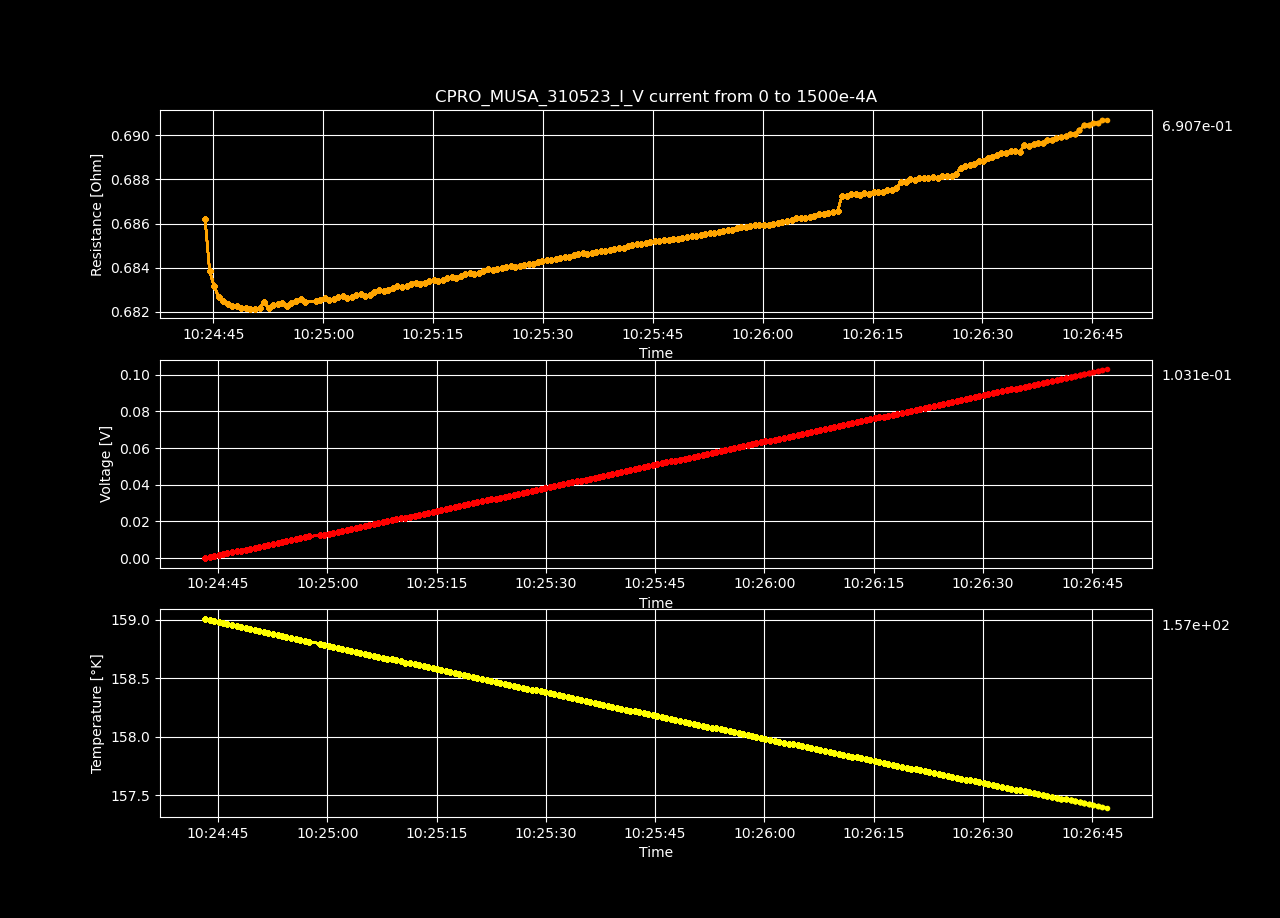 CPRO_MUSA_310523_I_V current from 0 to 1500e-4A
6.907e-01
Resistance [Ohm]
0.690
0.688
0.686
0.684
0.682
10:24:45 10:25:00 10:25:15 10:25:30 10:25:45 10:26:00 10:26:15 10:26:30 10:26:45
Time
1.031e-01
Voltage [V]
0.10
0.08
0.06
0.04
0.02
0.00
10:24:45 10:25:00 10:25:15 10:25:30 10:25:45 10:26:00 10:26:15 10:26:30 10:26:45
Time
1.57e+02
Temperature [°K]
159.0
158.5
158.0
157.5
10:24:45 10:25:00 10:25:15 10:25:30 10:25:45 10:26:00 10:26:15 10:26:30 10:26:45
Time